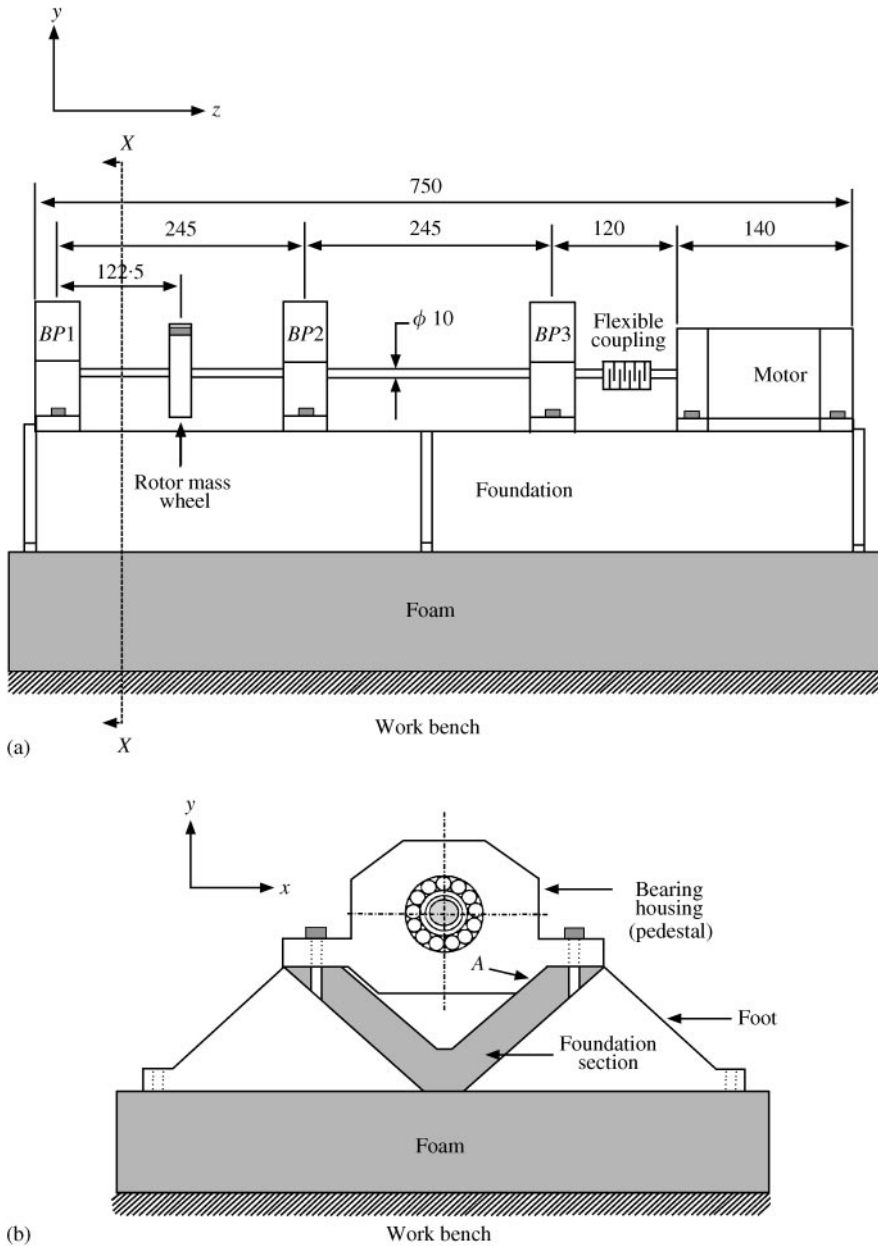 y
z
X
750
245
245
120
140
122·5
BP1
BP2
BP3
ϕ 10
Flexible
coupling
Motor
Rotor mass
wheel
Foundation
Foam
Work bench
(a)
X
y
x
Bearing
housing
(pedestal)
A
Foot
Foundation
section
Foam
(b)
Work bench